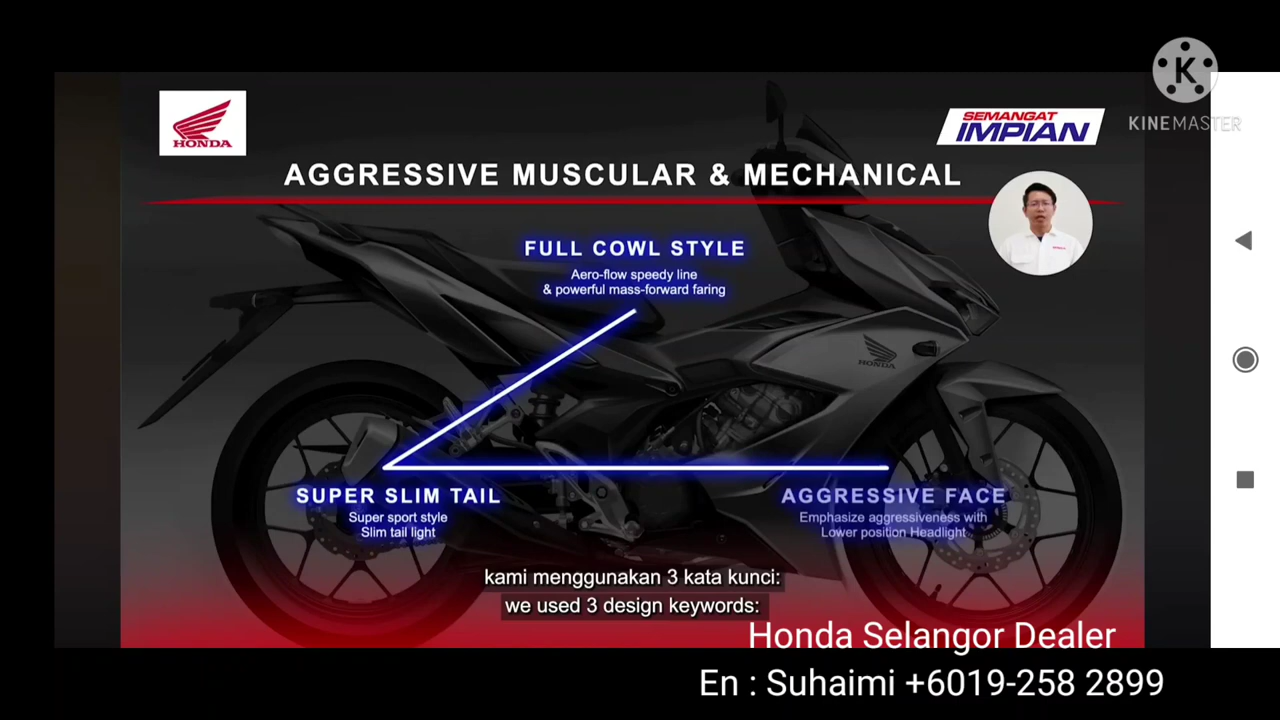 KINEMASTER
HONDA
SEMANGAT
IMPIAN
AGGRESSIVE MUSCULAR & MECHANICAL
FULL COWL STYLE
Aero-flow speedy line
& powerful mass-forward faring
HONDA
SUPER SLIM TAIL
Super sport style
Slim tail light
AGGRESSIVE FACE
Emphasize aggressiveness with
Lower position Headlight
kami menggunakan 3 kata kunci:
we used 3 design keywords:
Honda Selangor Dealer
En : Suhaimi +6019-258 2899